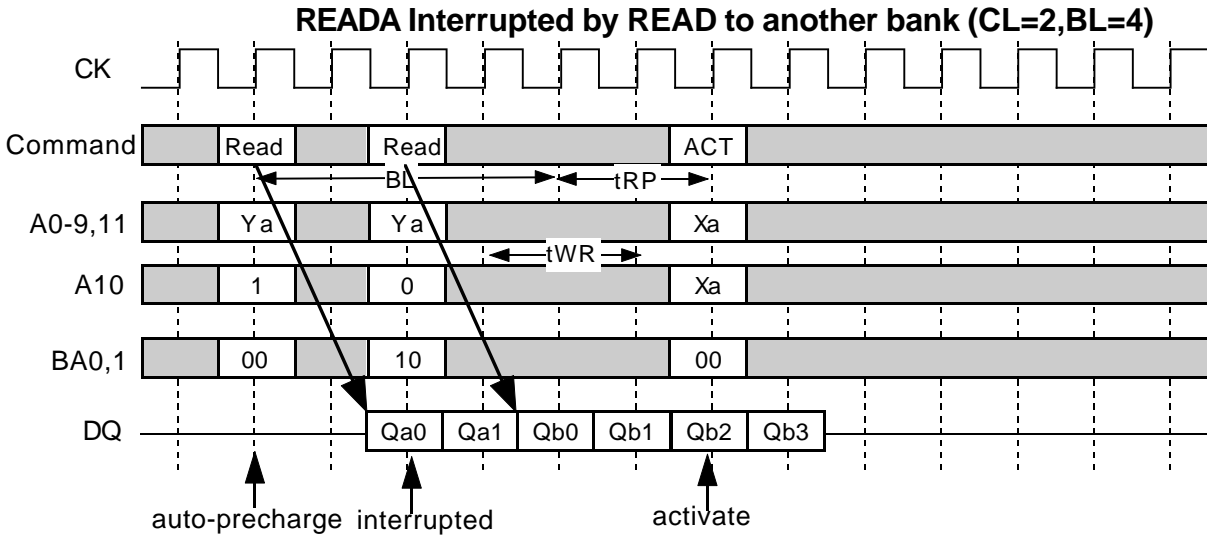 READA Interrupted by READ to another bank (CL=2,BL=4)
CK
Command Read Read ACT
BL tRP
A0-9,11 Ya Ya Xa
tWR
A10 1 0 Xa
BA0,1 00 10 00
DQ Qa0 Qa1 Qb0 Qb1 Qb2 Qb3
auto-precharge interrupted activate